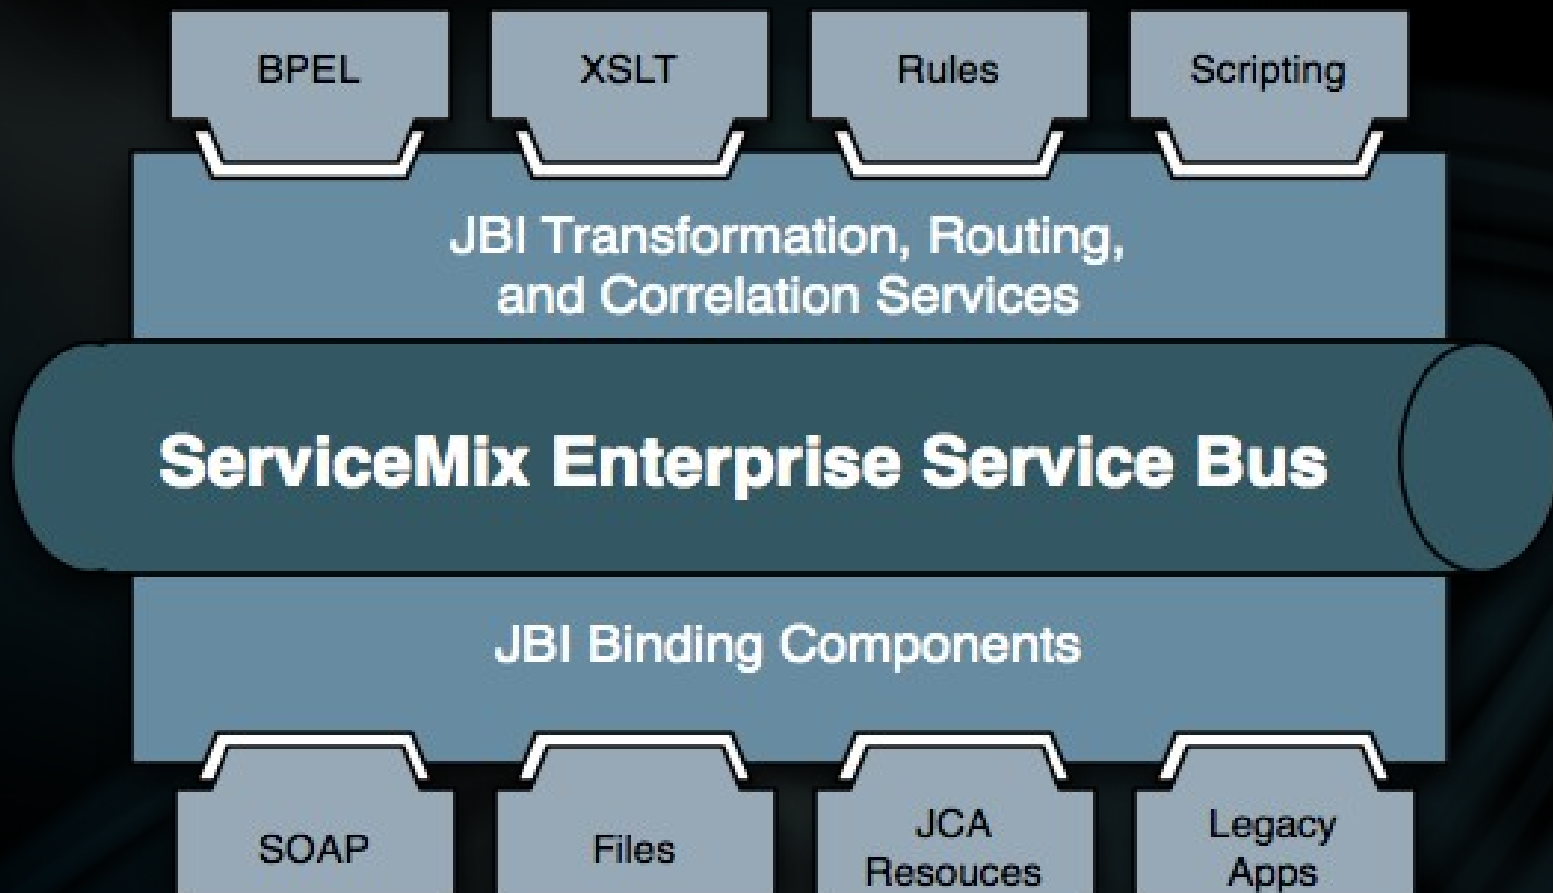 BPEL
XSLT
Rules
Scripting
JBI Transformation, Routing,
and Correlation Services
ServiceMix Enterprise Service Bus
JBI Binding Components
SOAP
Files
JCA
Resouces
Legacy
Apps